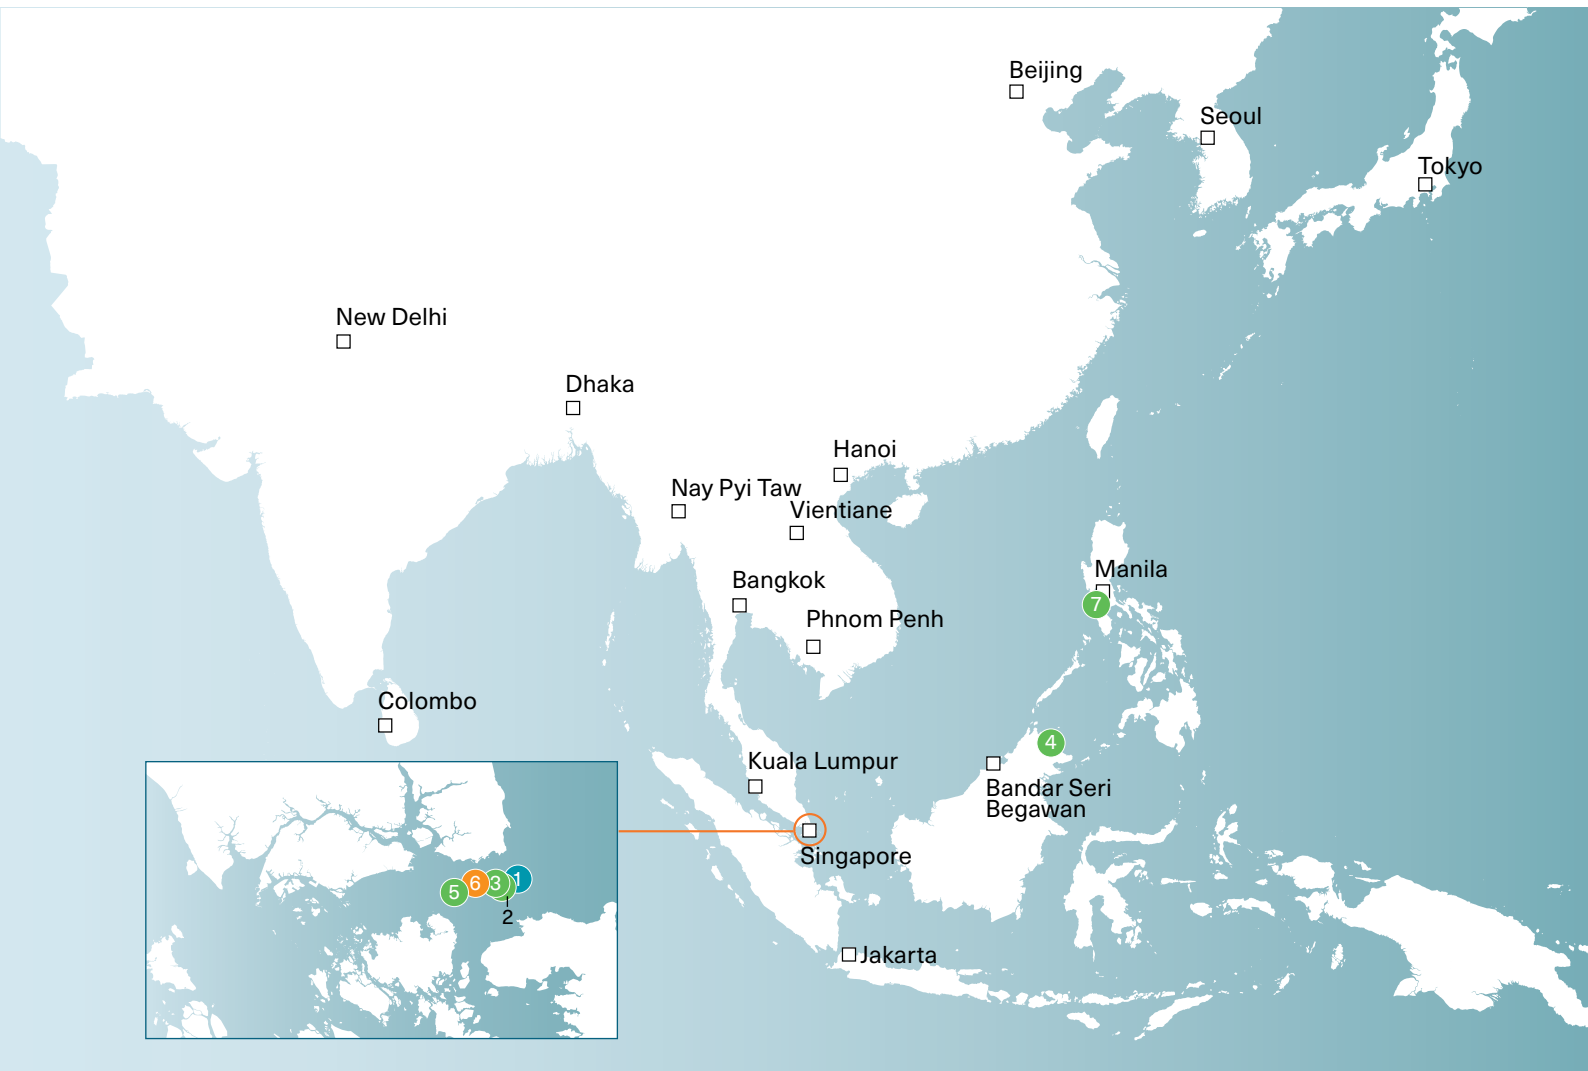 Beijing
Seoul
Tokyo
New Delhi
Dhaka
Hanoi
Nay Pyi Taw
Vientiane
Manila
7
Bangkok
Phnom Penh
Colombo
4
Kuala Lumpur
Bandar Seri
Begawan
Singapore
5
6
3
1
2
Jakarta